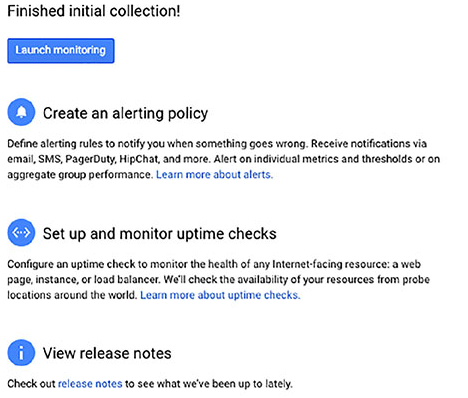 Finished initial collection!
Launch monitoring
Create an alerting policy
Define alerting rules to notify you when something goes wrong. Receive notifications via
email, SMS, PagerDuty, HipChat, and more. Alert on individual metrics and thresholds or on
aggregate group performance. Learn more about alerts.
Set up and monitor uptime checks
Configure an uptime check to monitor the health of any Internet-facing resource: a web
page, instance, or load balancer. We'll check the availability of your resources from probe
locations around the world. Learn more about uptime checks.
View release notes
Check out release notes to see what we've been up to lately.